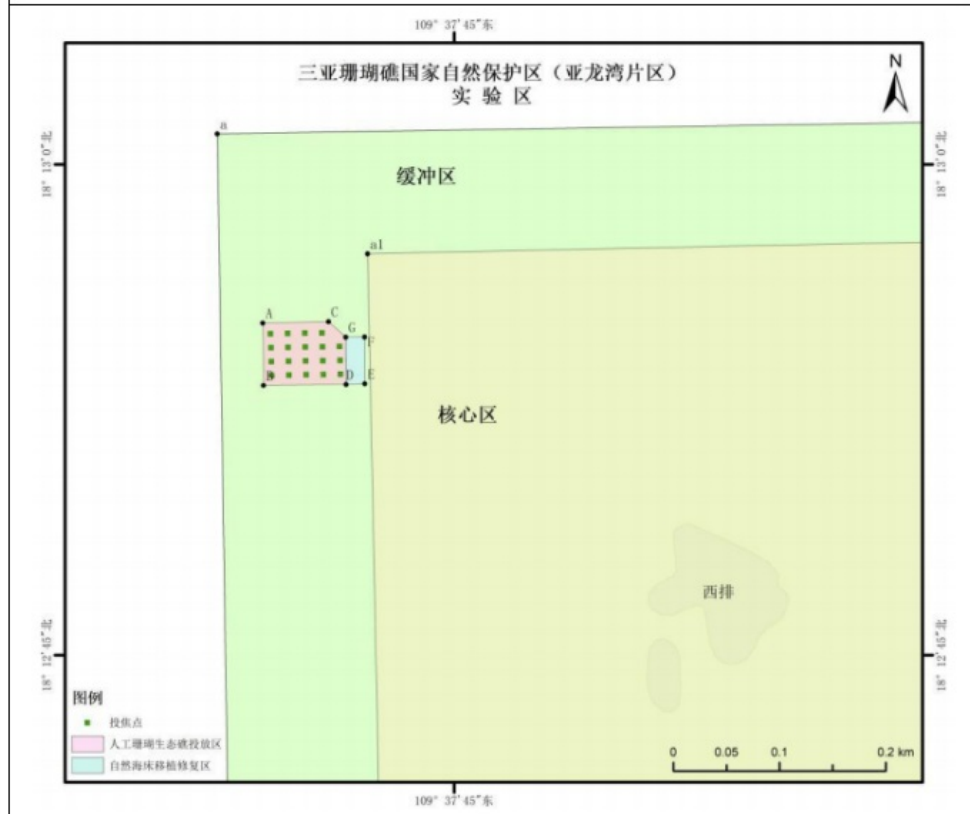 109° 37′45″东
三亚珊瑚礁国家自然保护区（亚龙湾片区）
实 验 区
N
a
18° 13′0″北
18° 13′0″北
缓冲区
a1
A
C
G
F
B
D
E
核心区
西排
18° 12′45″北
18° 12′45″北
图例
投焦点
人工珊瑚生态礁投放区
自然海床移植修复区
0 0.05 0.1 0.2 km
109° 37′45″东